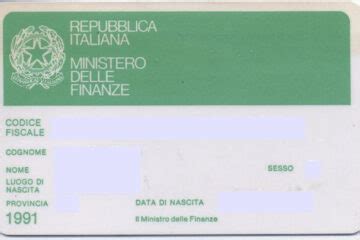 REPUBBLICA
ITALIANA
MINISTERO
DELLE
FINANZE
CODICE
FISCALE
COGNOME
NOME
SESSO
LUOGO DI
NASCITA
PROVINCIA
DATA DI NASCITA
1991
Il Ministro delle Finanze